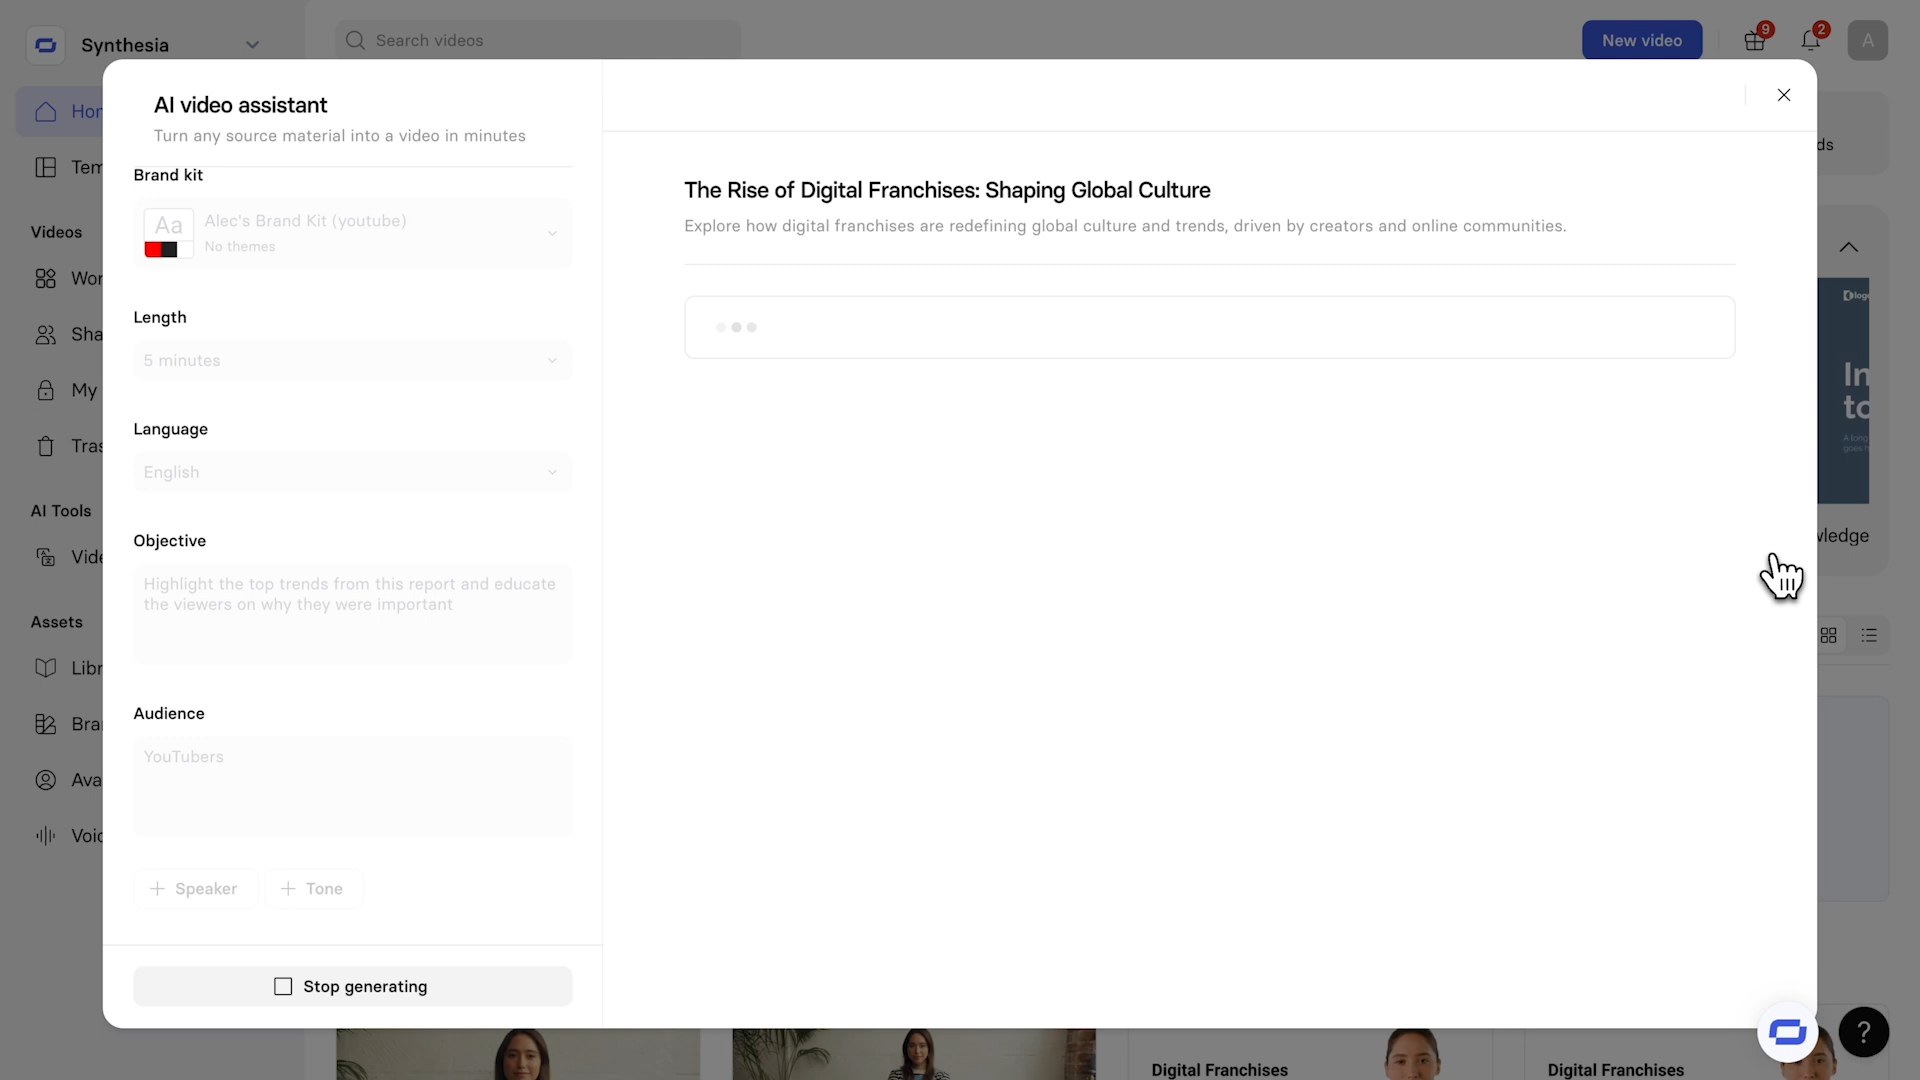 Synthesia
Search videos
New video
9
2
A
AI video assistant
Turn any source material into a video in minutes
Brand kit
Aa
Alec's Brand Kit (youtube)
No themes
Length
5 minutes
Language
English
Objective
Highlight the top trends from this report and educate
the viewers on why they were important
Audience
YouTubers
+ Speaker
+ Tone
Stop generating
The Rise of Digital Franchises: Shaping Global Culture
Explore how digital franchises are redefining global culture and trends, driven by creators and online communities.
Hor
Tem
Videos
Wor
Sha
My
Tras
AI Tools
Vide
Assets
Libr
Bra
Ava
Voic
ds
logo
In
to
A long
goes h
wledge
?
Digital Franchises
Digital Franchises